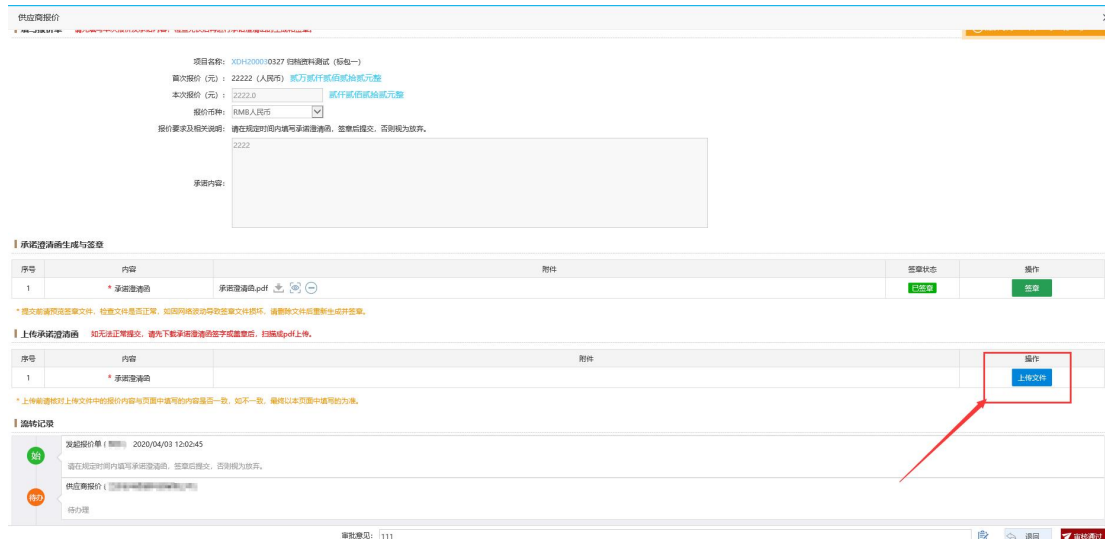 供应商报价
项目名称： XDH200030327 归档资料测试（标包一）
首次报价（元）： 22222（人民币） 贰万贰仟贰佰贰拾贰元整
本次报价（元）： 2222.0 贰仟贰佰贰拾贰元整
报价币种： RMB人民币
报价要求及相关说明： 请在规定时间内填写承诺澄清函，签章后提交，否则视为放弃。
2222
承诺内容：
承诺澄清函生成与签章
序号 内容 附件 签章状态 操作
1 * 承诺澄清函 承诺澄清函.pdf 已签章 签章
* 提交前请预览签章文件，检查文件是否正常，如因网络波动导致签章文件损坏，请删除文件后重新生成并签章。
上传承诺澄清函 如无法正常提交，请先下载承诺澄清函签字或盖章后，扫描成pdf上传。
序号 内容 附件 操作
1 * 承诺澄清函 上传文件
* 上传前请核对上传文件中的报价内容与页面中填写的内容是否一致，如不一致，最终以本页面中填写的为准。
流转记录
始 发起报价单 ( ) 2020/04/03 12:02:45
请在规定时间内填写承诺澄清函，签章后提交，否则视为放弃。
待办 供应商报价 ( )
待办理
审批意见： 111 退回 审核通过